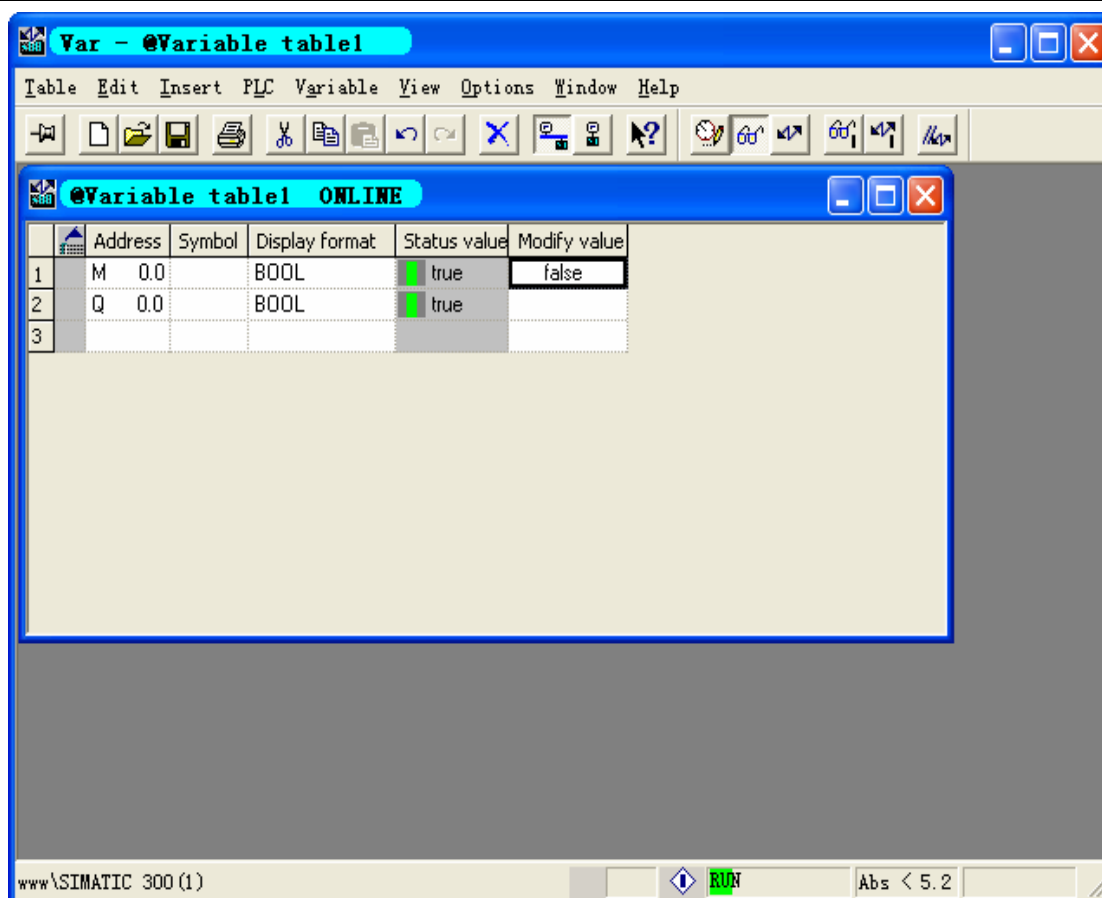 Var - @Variable table1
Table Edit Insert PLC Variable View Options Window Help
@Variable table1 ONLINE
Address Symbol Display format Status value Modify value
1 M 0.0 BOOL true false
2 Q 0.0 BOOL true
3
www\SIMATIC 300(1) RUN Abs < 5.2